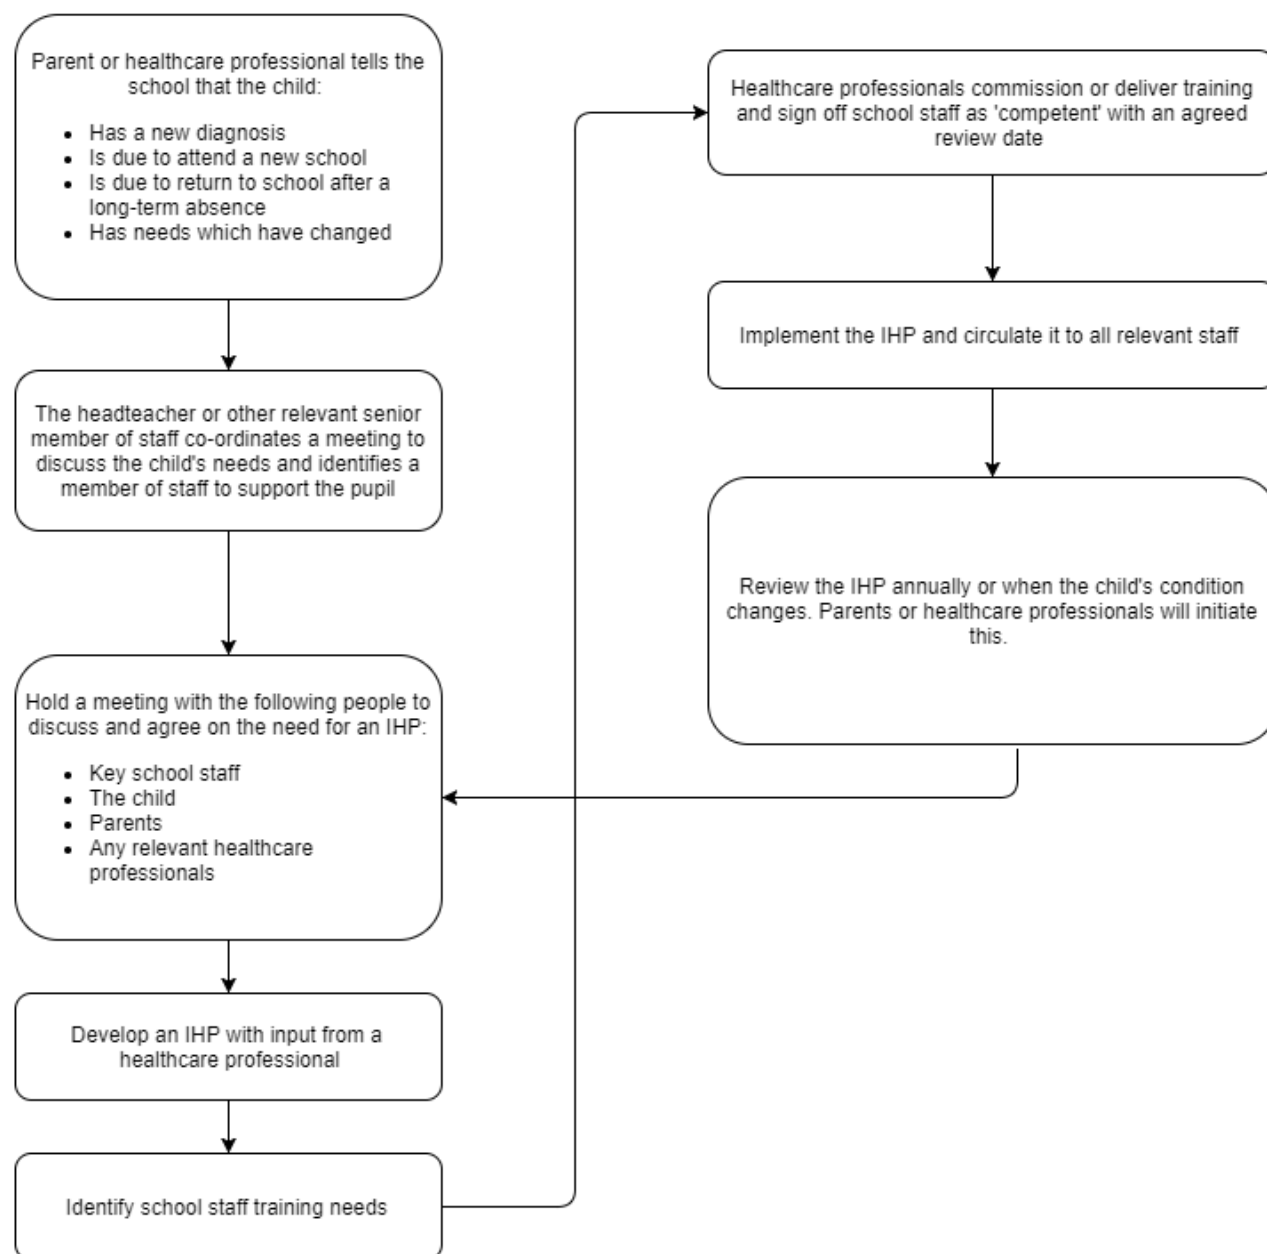 Parent or healthcare professional tells the
school that the child:
• Has a new diagnosis
• Is due to attend a new school
• Is due to return to school after a
long-term absence
• Has needs which have changed
The headteacher or other relevant senior
member of staff co-ordinates a meeting to
discuss the child's needs and identifies a
member of staff to support the pupil
Hold a meeting with the following people to
discuss and agree on the need for an IHP:
• Key school staff
• The child
• Parents
• Any relevant healthcare
professionals
Develop an IHP with input from a
healthcare professional
Identify school staff training needs
Healthcare professionals commission or deliver training
and sign off school staff as 'competent' with an agreed
review date
Implement the IHP and circulate it to all relevant staff
Review the IHP annually or when the child's condition
changes. Parents or healthcare professionals will initiate
this.